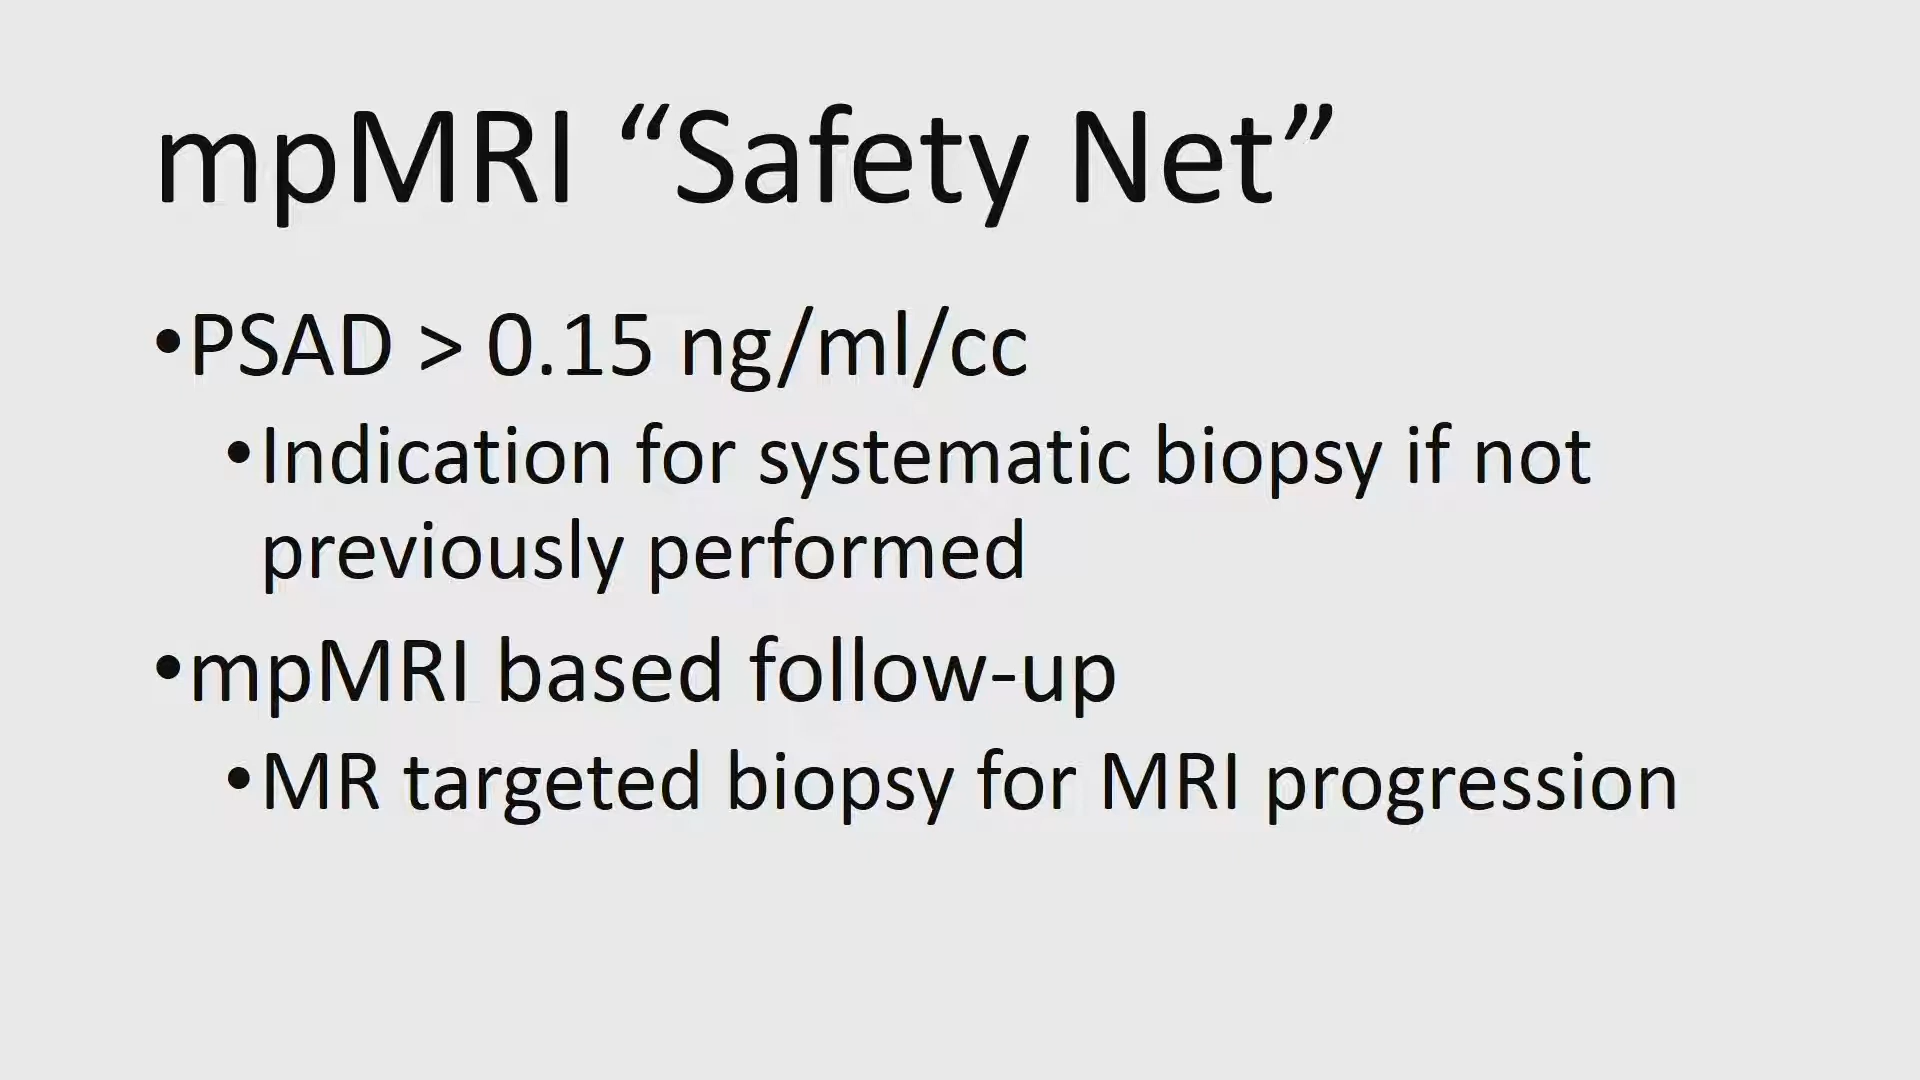 mpMRI “Safety Net”
•PSAD > 0.15 ng/ml/cc
•Indication for systematic biopsy if not
previously performed
•mpMRI based follow-up
•MR targeted biopsy for MRI progression